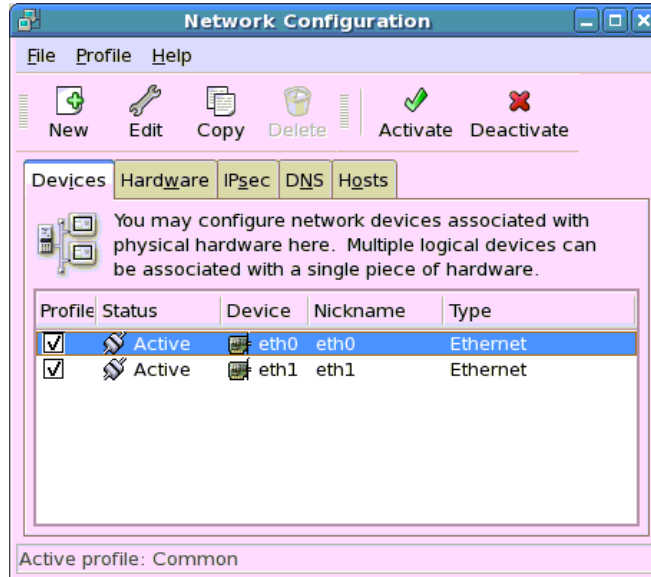 Network Configuration
File Profile Help
New Edit Copy Delete Activate Deactivate
Devices Hardware IPsec DNS Hosts
You may configure network devices associated with
physical hardware here. Multiple logical devices can
be associated with a single piece of hardware.
Profile Status Device Nickname Type
Active eth0 eth0 Ethernet
Active eth1 eth1 Ethernet
Active profile: Common